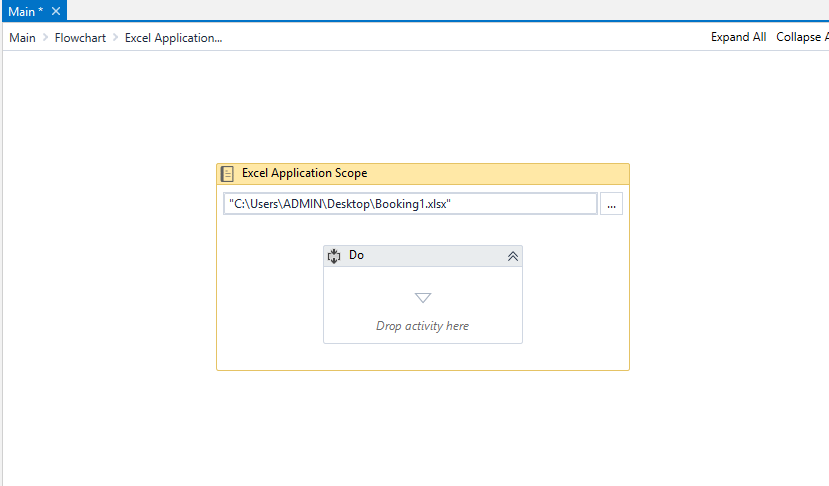 Main *
Main Flowchart Excel Application... Expand All Collapse A
Excel Application Scope
"C:\Users\ADMIN\Desktop\Booking1.xlsx" ...
Do
Drop activity here